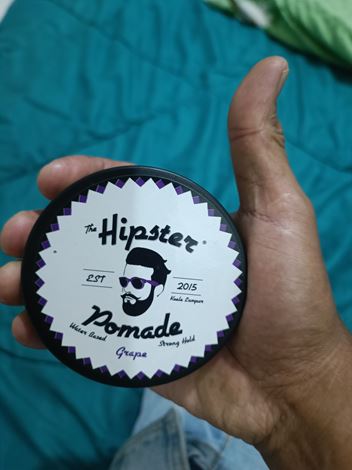 The Hipster®
EST 2015
Kuala Lumpur
Pomade
Water Based Strong Hold
Grape